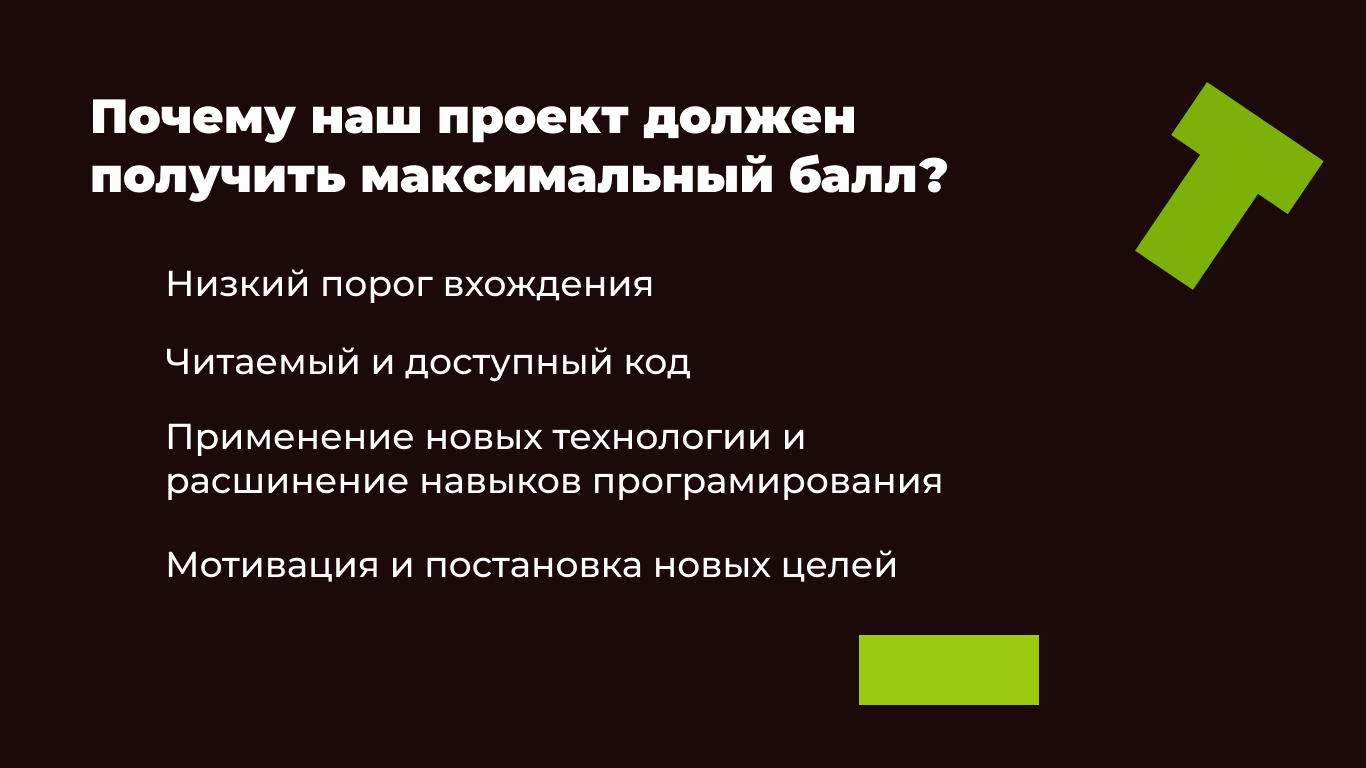 Почему наш проект должен
получить максимальный балл?
Низкий порог вхождения
Читаемый и доступный код
Применение новых технологии и
расшинение навыков програмирования
Мотивация и постановка новых целей